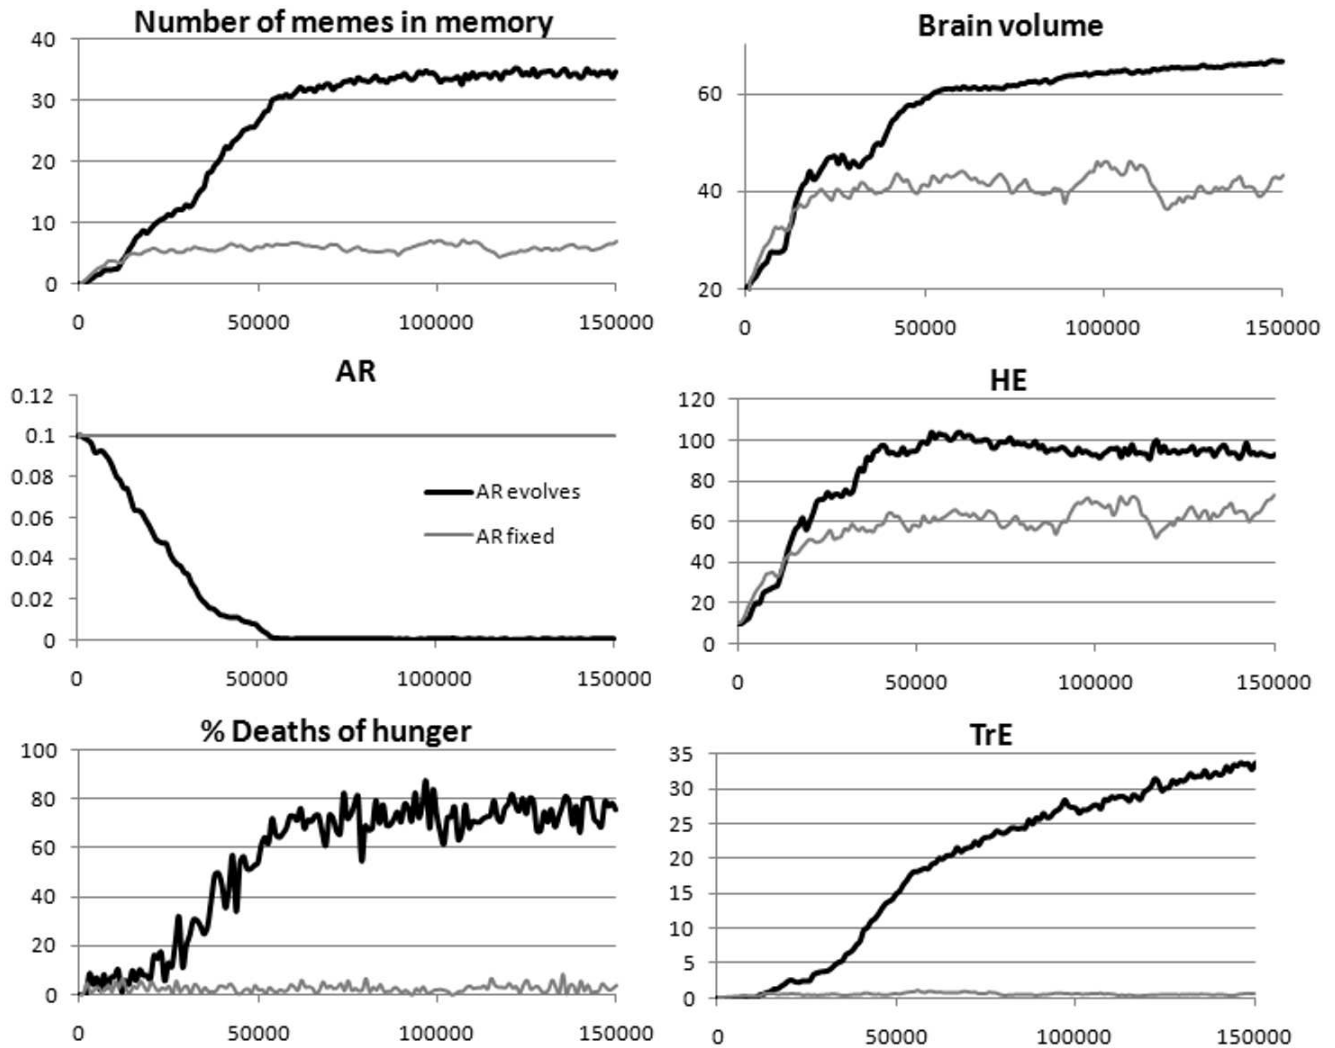 Number of memes in memory
40
30
20
10
0
0 50000 100000 150000
Brain volume
60
40
20
0 50000 100000 150000
AR
0.12
0.1
0.08
0.06
0.04
0.02
0
AR evolves
AR fixed
0 50000 100000 150000
HE
120
100
80
60
40
20
0
0 50000 100000 150000
% Deaths of hunger
100
80
60
40
20
0
0 50000 100000 150000
TrE
35
30
25
20
15
10
5
0
0 50000 100000 150000